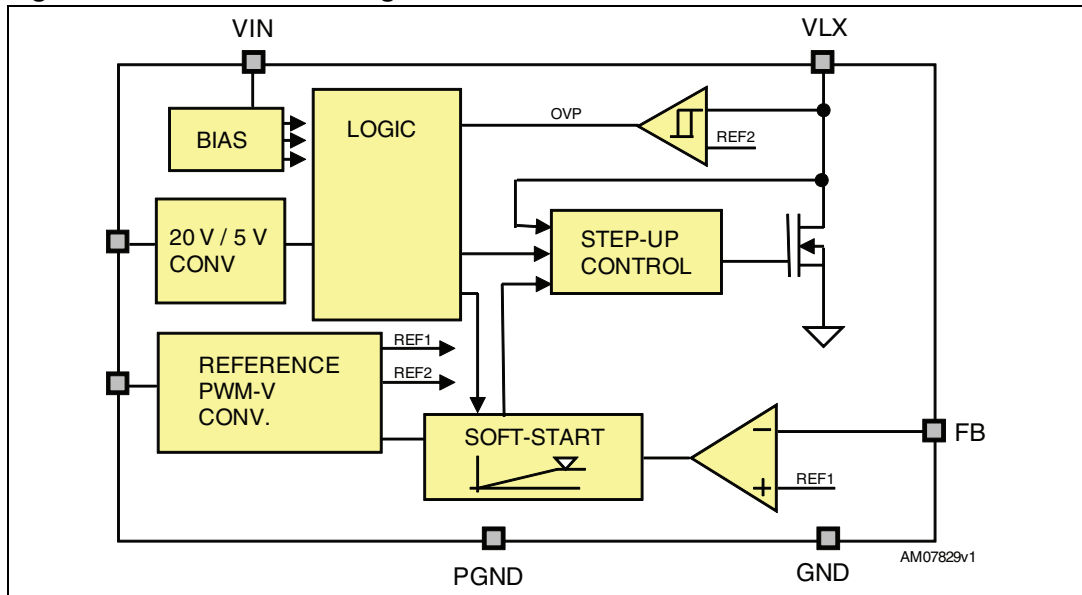 VIN
VLX
BIAS
LOGIC
OVP
REF2
20 V / 5 V
CONV
STEP-UP
CONTROL
REFERENCE
PWM-V
CONV.
REF1
REF2
SOFT-START
−
+
REF1
FB
PGND
GND
AM07829v1